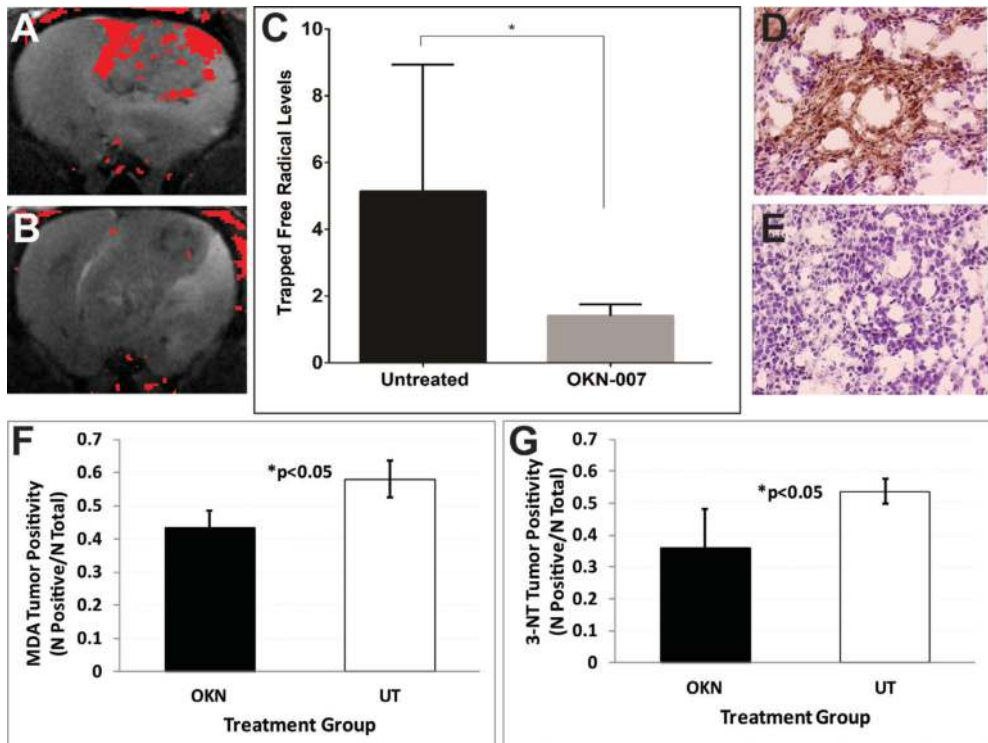 A
B
C
*
10
8
6
4
2
0
Trapped Free Radical Levels
Untreated
OKN-007
D
E
F
0.7
0.6
0.5
0.4
0.3
0.2
0.1
0
MDA Tumor Positivity
(N Positive/N Total)
*p<0.05
OKN
UT
Treatment Group
G
0.7
0.6
0.5
0.4
0.3
0.2
0.1
0
3-NT Tumor Positivity
(N Positive/N Total)
*p<0.05
OKN
UT
Treatment Group